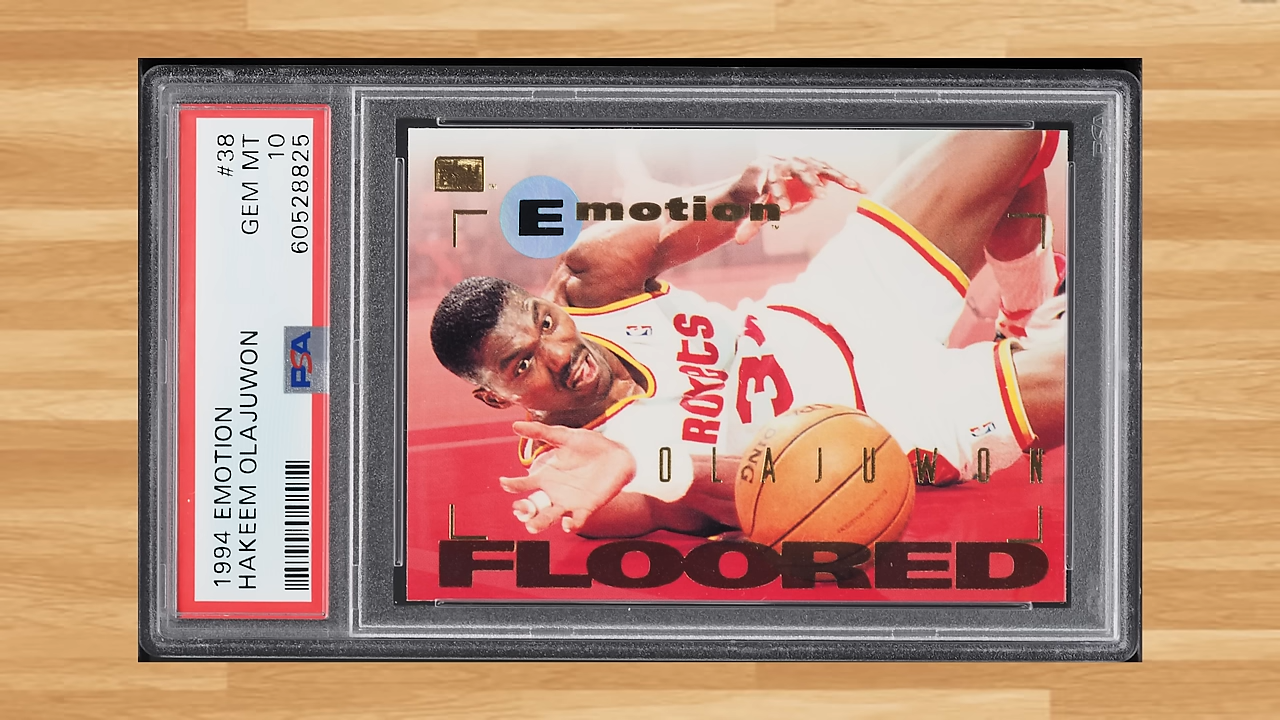 1994 EMOTION
HAKEEM OLAJUWON
#38
GEM MT
10
60528825
PSA
Emotion
ROCKETS
3
OLAJUWON
FLOORED